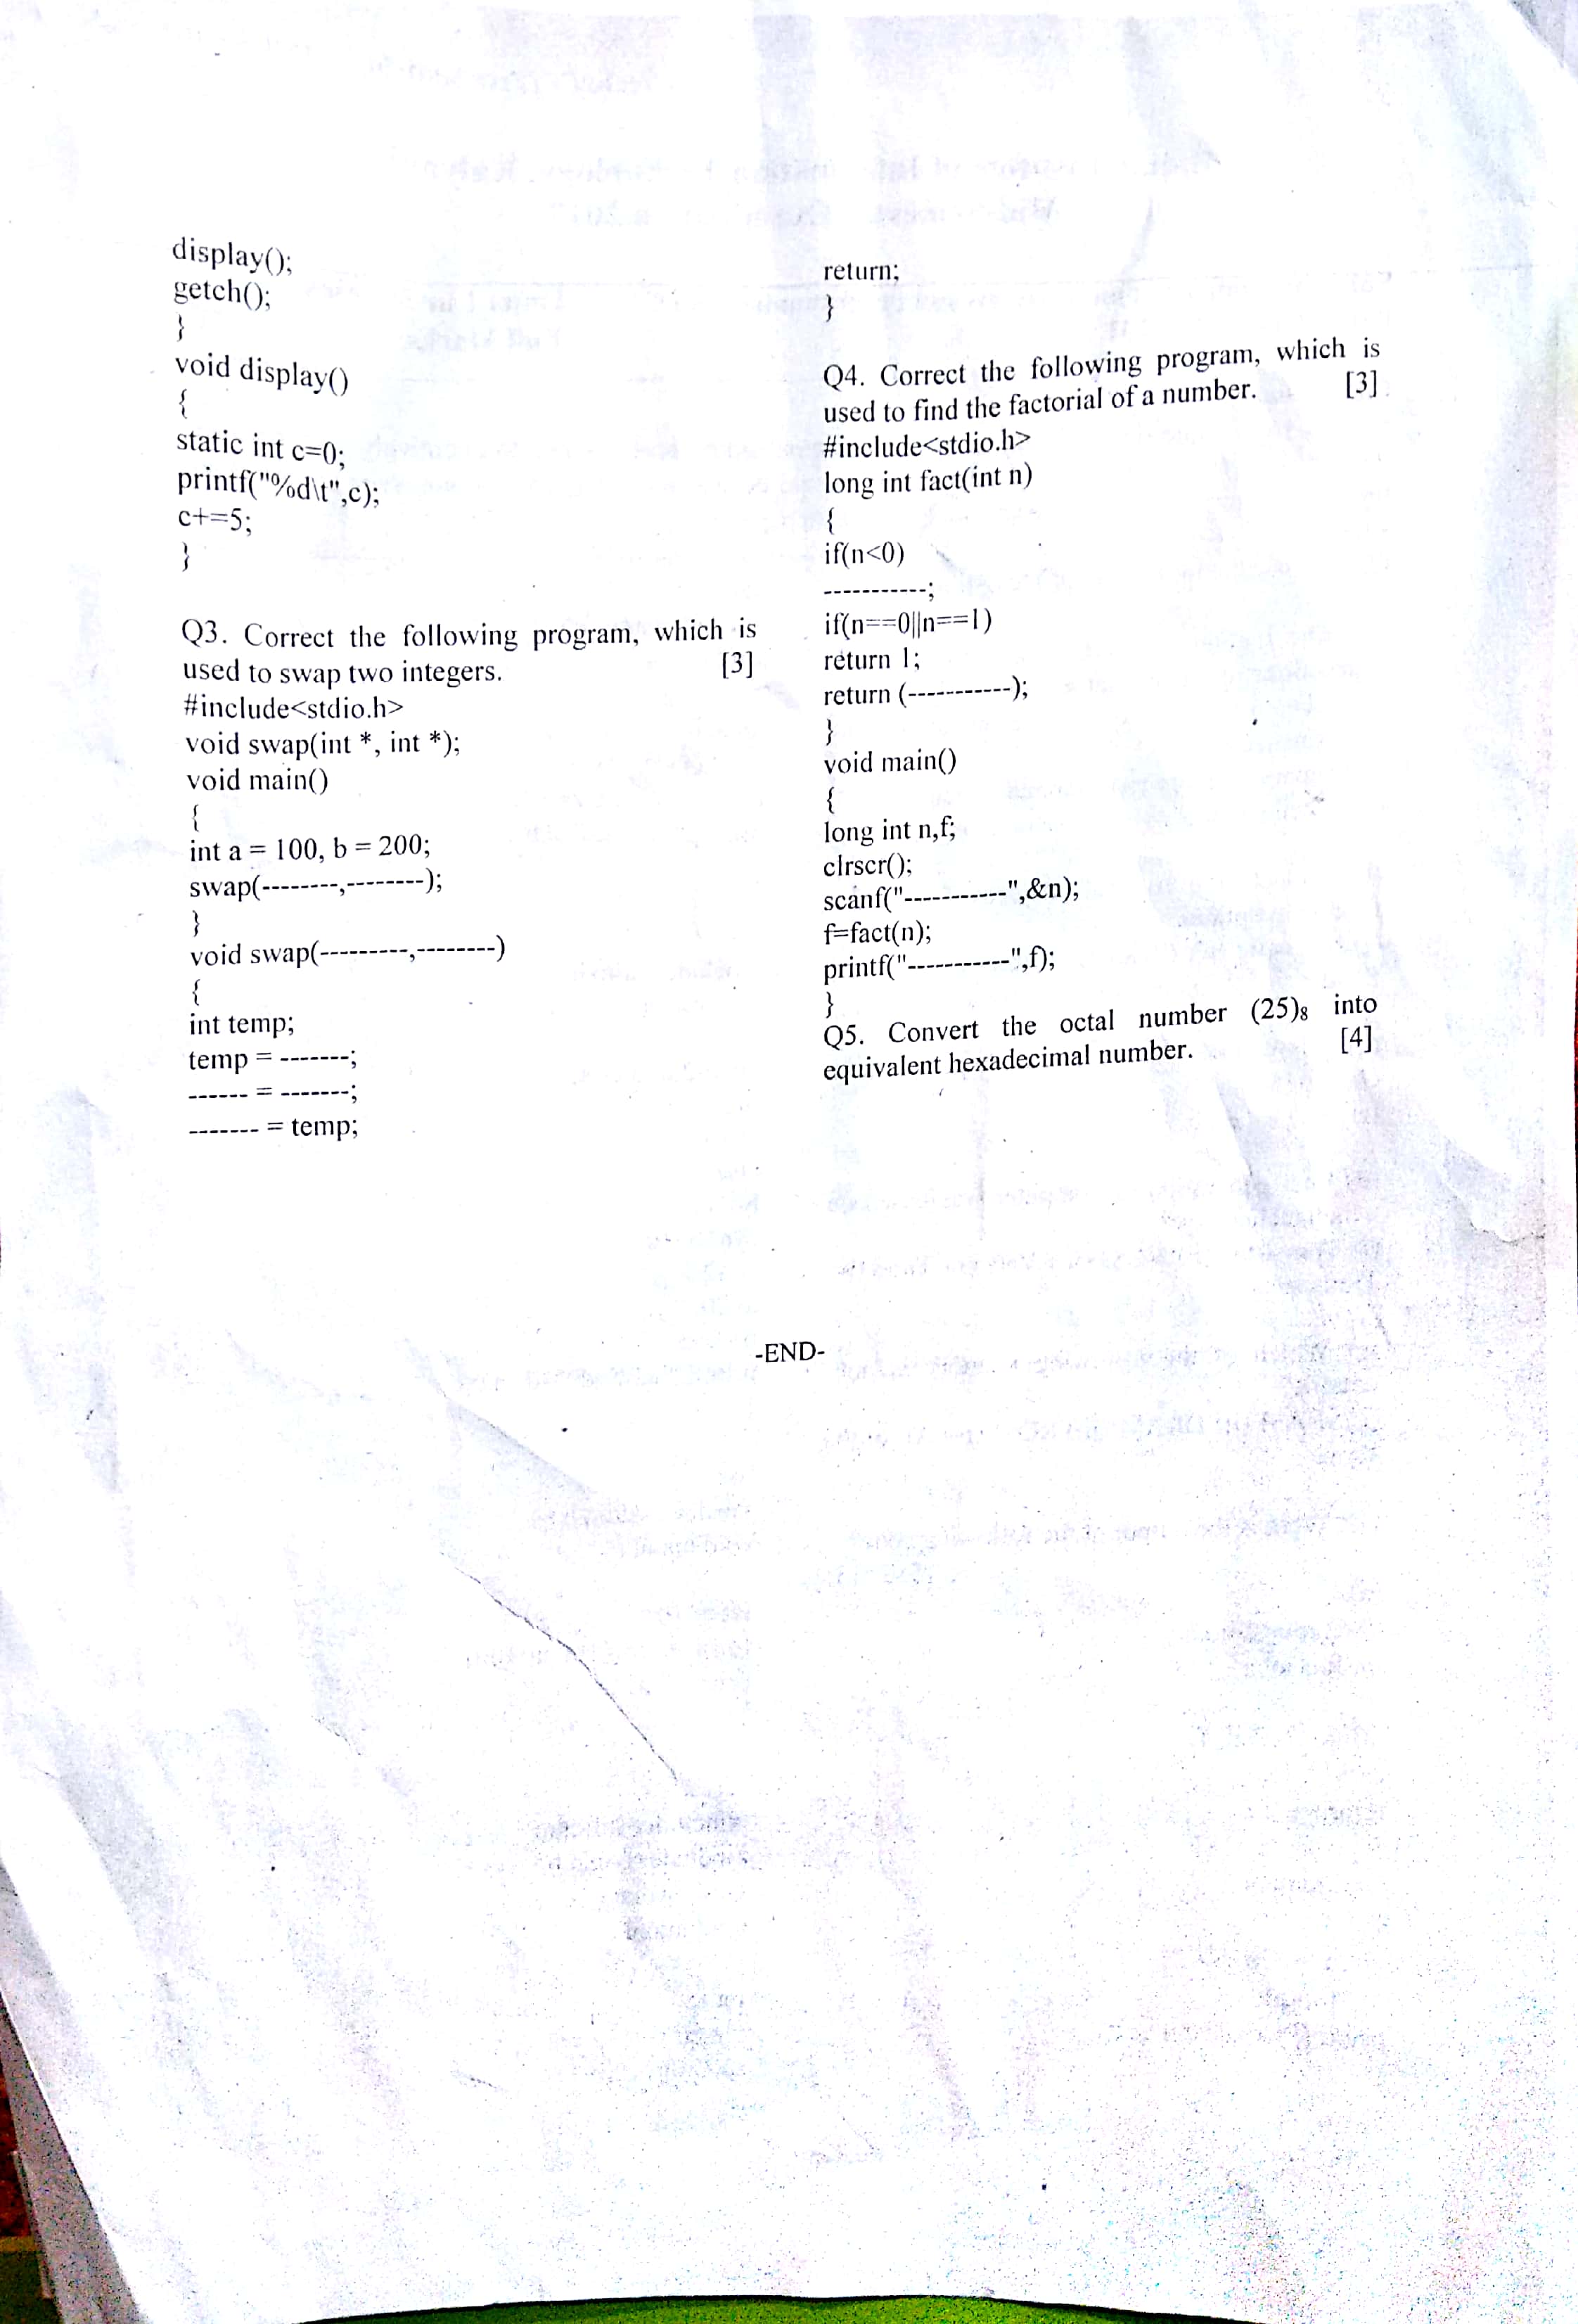 display();
getch();
}
void display()
{
static int c=0;
printf("%d\t",c);
c+=5;
}
Q3. Correct the following program, which is
used to swap two integers. [3]
#include<stdio.h>
void swap(int *, int *);
void main()
{
int a = 100, b = 200;
swap(--------,--------);
}
void swap(---------,--------)
{
int temp;
temp = -------;
------ = -------;
------- = temp;
return;
}
Q4. Correct the following program, which is
used to find the factorial of a number. [3]
#include<stdio.h>
long int fact(int n)
{
if(n<0)
-----------;
if(n==0||n==1)
return 1;
return (-----------);
}
void main()
{
long int n,f;
clrscr();
scanf("-----------",&n);
f=fact(n);
printf("-----------",f);
}
Q5. Convert the octal number (25)₈ into
equivalent hexadecimal number. [4]
-END-